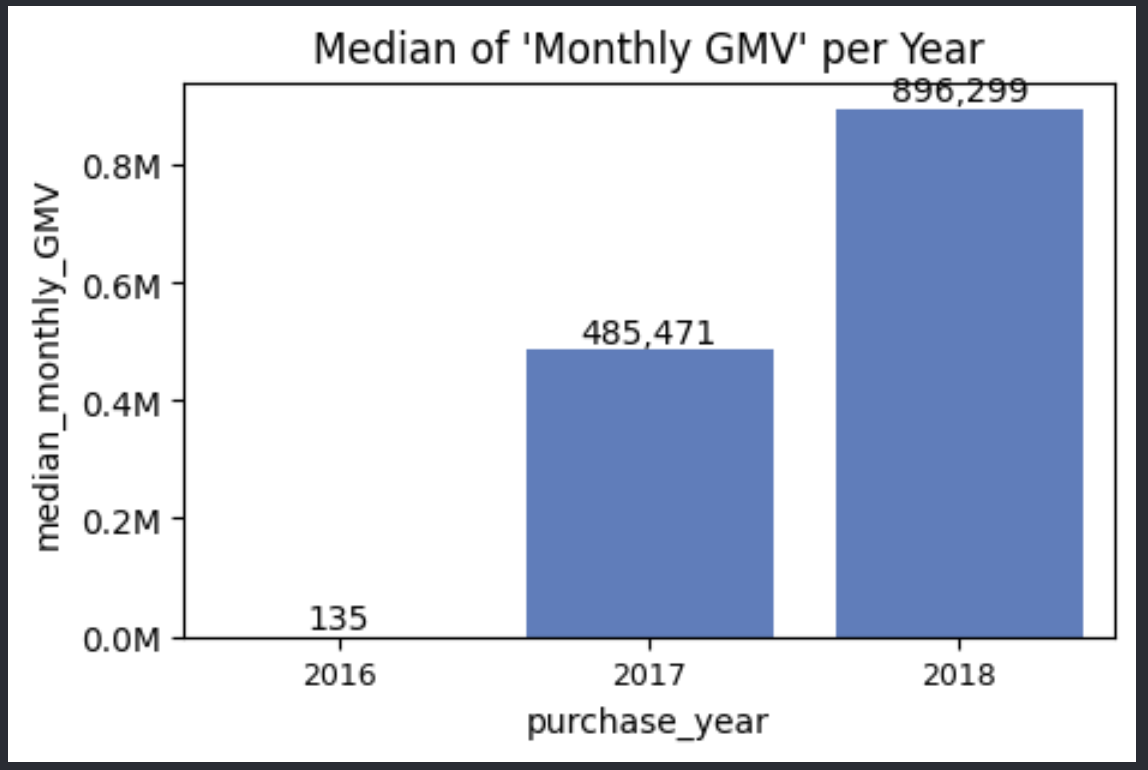 Median of 'Monthly GMV' per Year
896,299
0.8M
0.6M
485,471
0.4M
median_monthly_GMV
0.2M
135
0.0M
2016 2017 2018
purchase_year